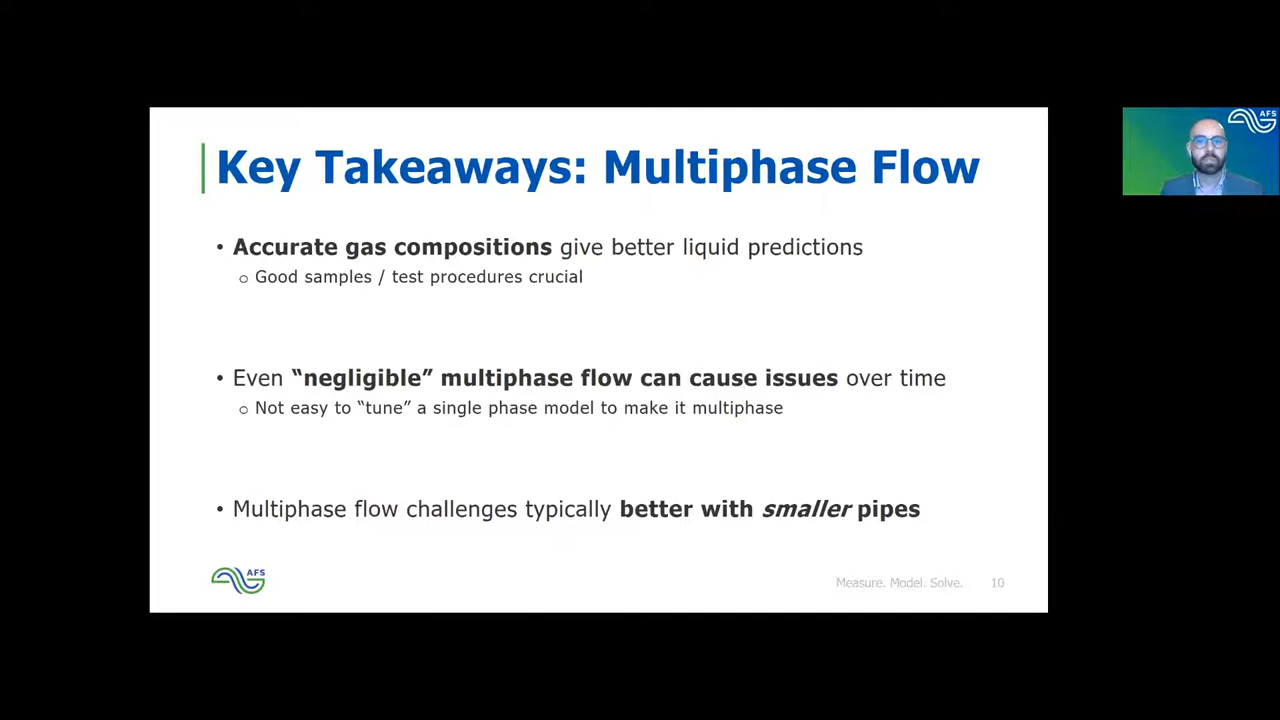 AFS
Key Takeaways: Multiphase Flow
• Accurate gas compositions give better liquid predictions
o Good samples / test procedures crucial
• Even “negligible” multiphase flow can cause issues over time
o Not easy to “tune” a single phase model to make it multiphase
• Multiphase flow challenges typically better with smaller pipes
AFS
Measure. Model. Solve. 10